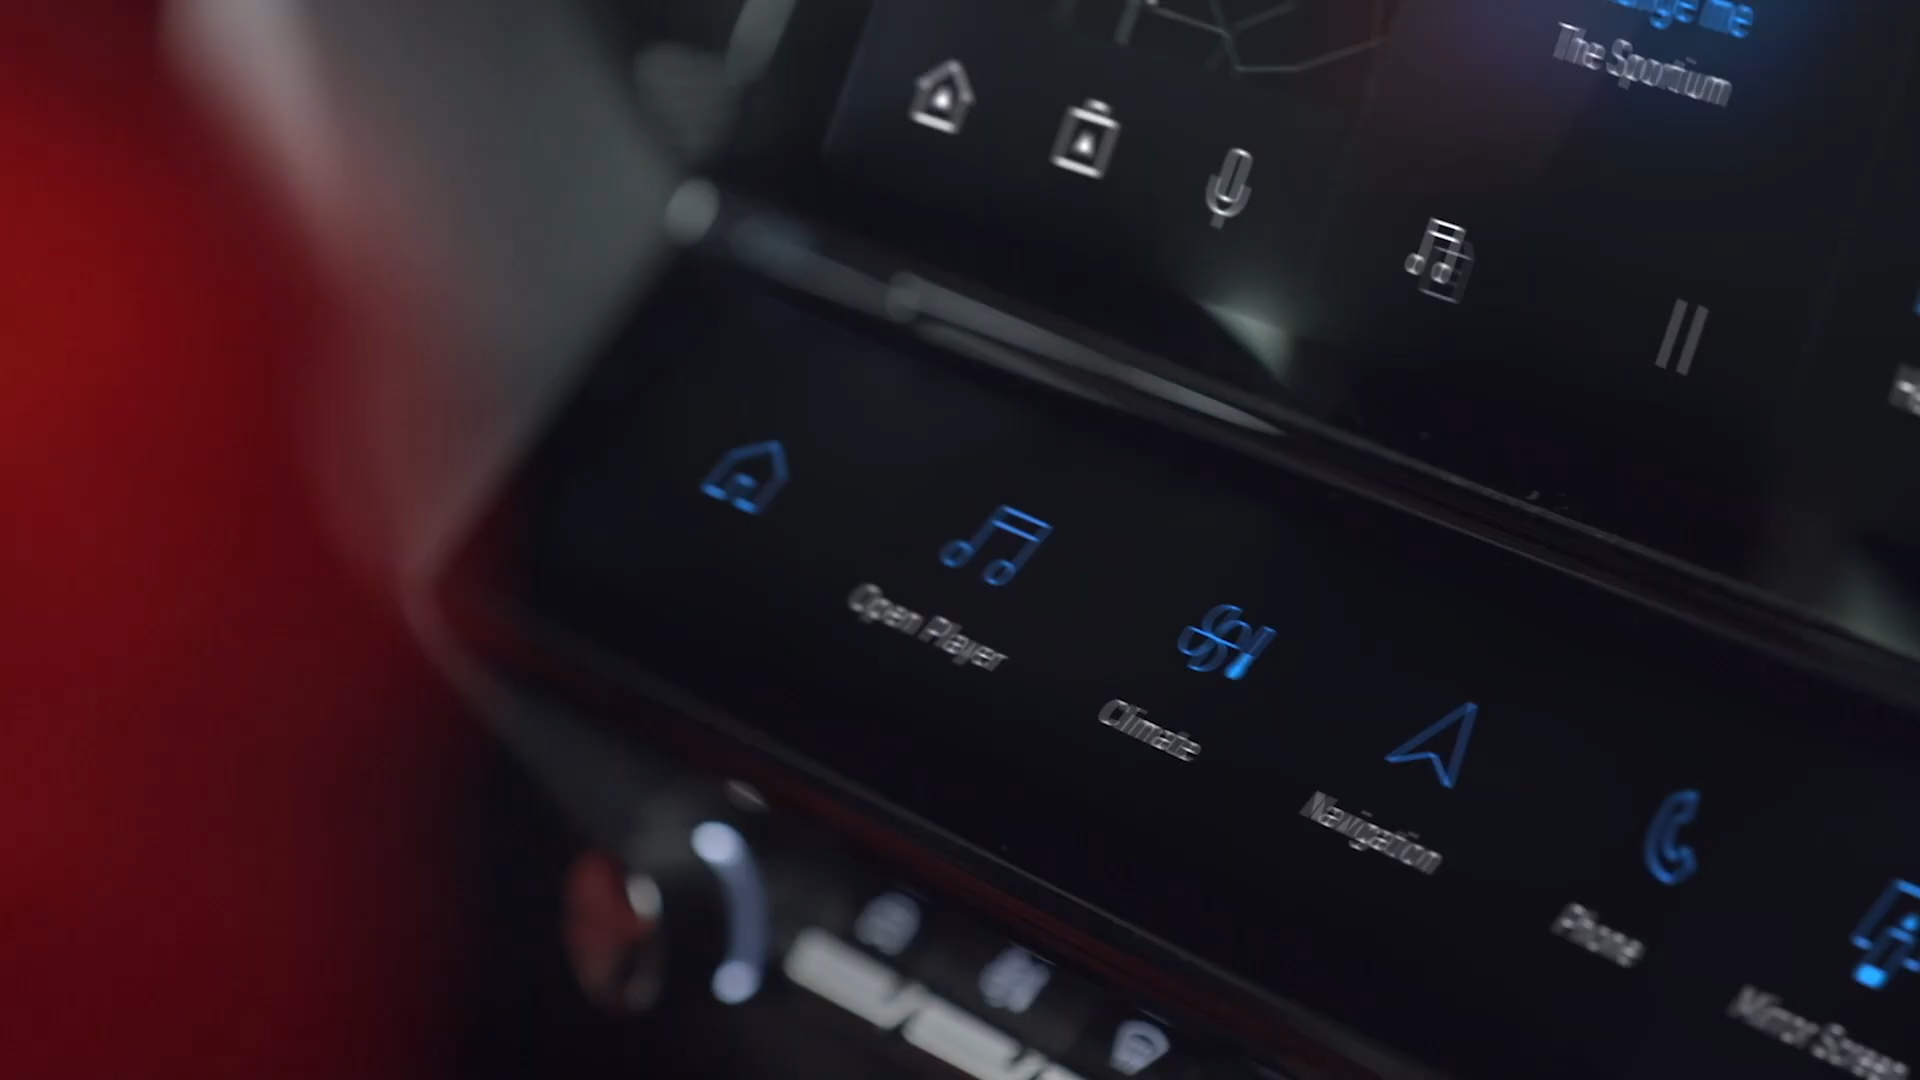 The Sportium
Open Player
Climate
Navigation
Phone
Mirror Screen